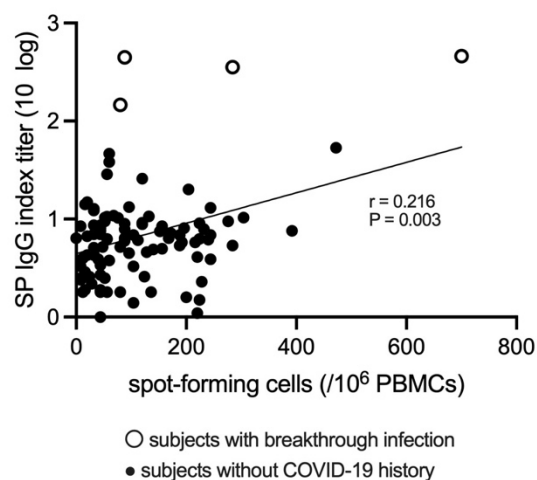 3
2
1
0
SP IgG index titer (10 log)
r = 0.216
P = 0.003
0 200 400 600 800
spot-forming cells (/10⁶ PBMCs)
subjects with breakthrough infection
subjects without COVID-19 history